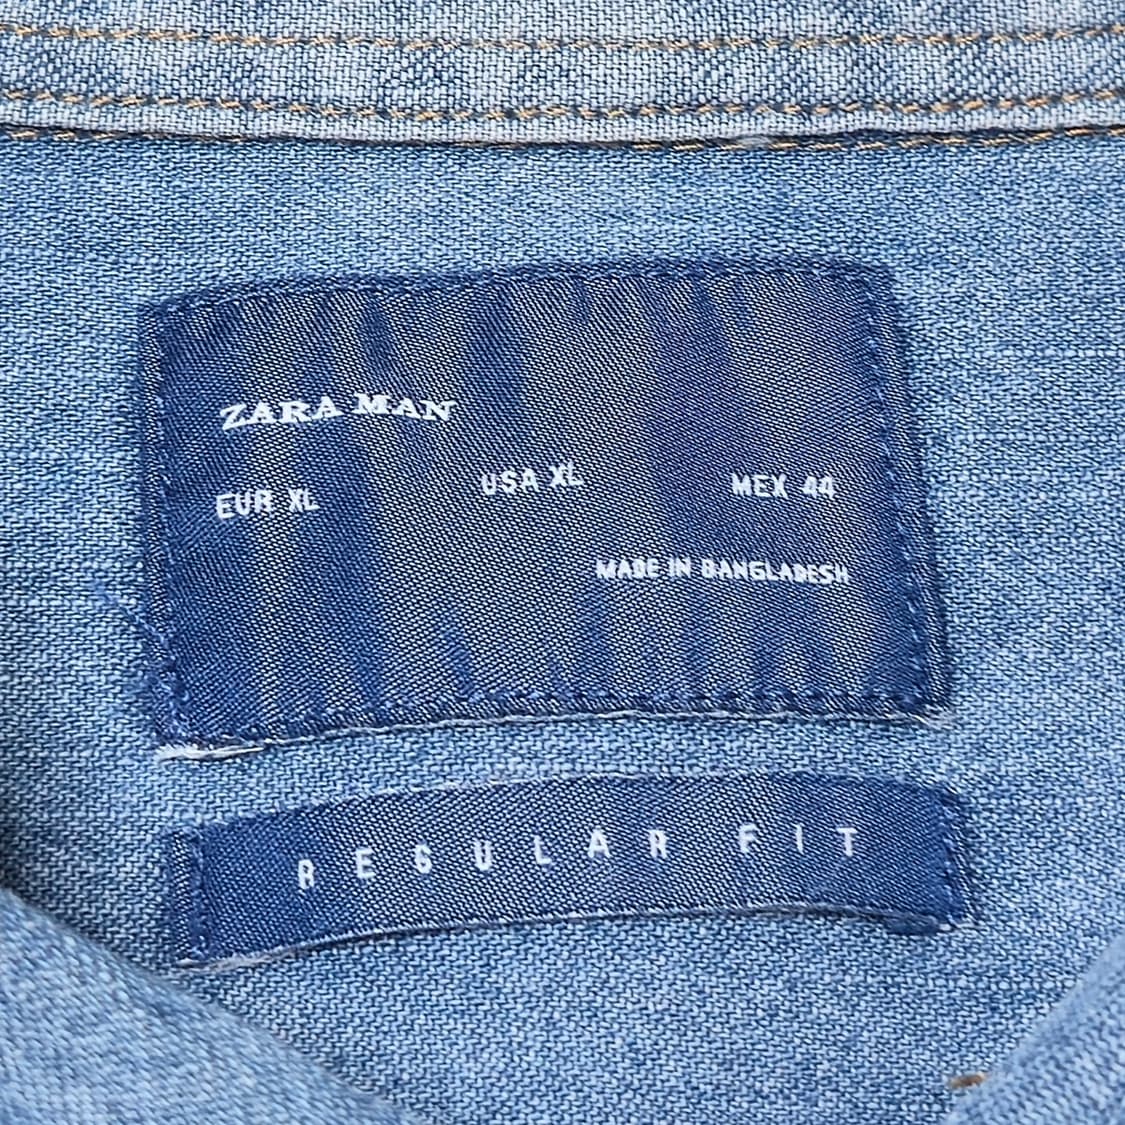 ZARA MAN
EUR XL USA XL MEX 44
MADE IN BANGLADESH
REGULAR FIT